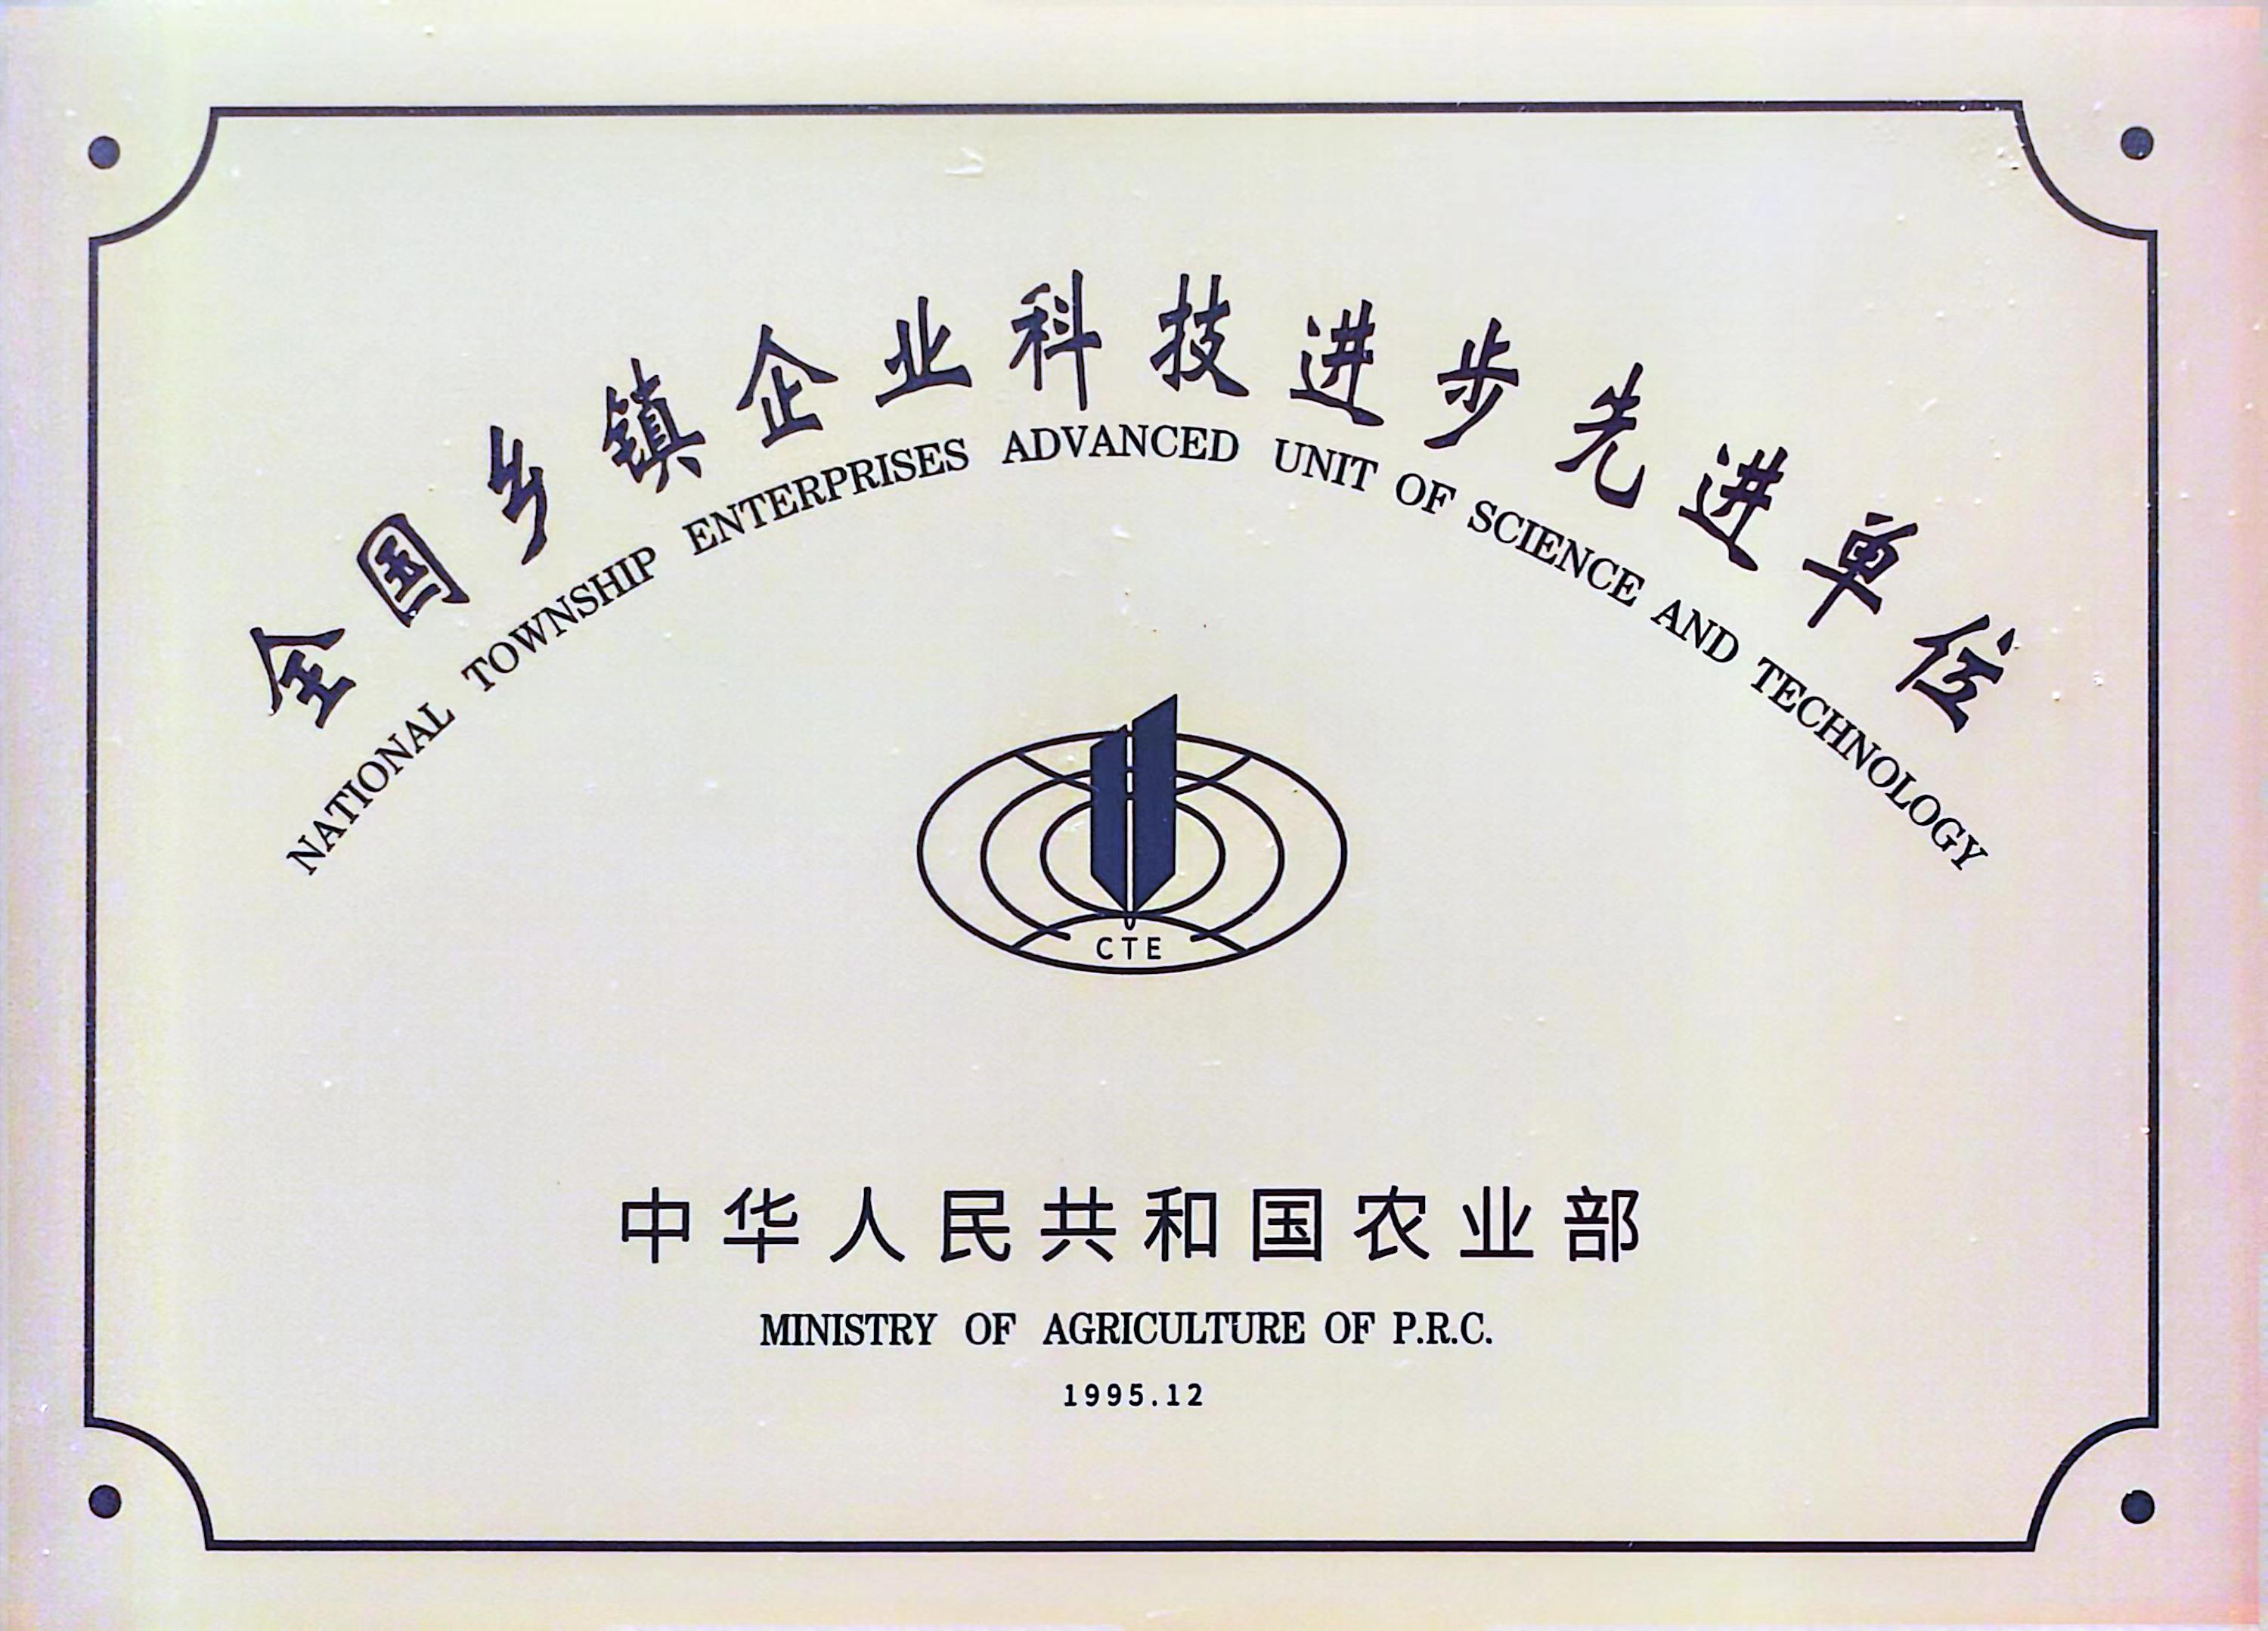 全国乡镇企业科技进步先进单位
NATIONAL TOWNSHIP ENTERPRISES ADVANCED UNIT OF SCIENCE AND TECHNOLOGY
CTE
中华人民共和国农业部
MINISTRY OF AGRICULTURE OF P.R.C.
1995.12